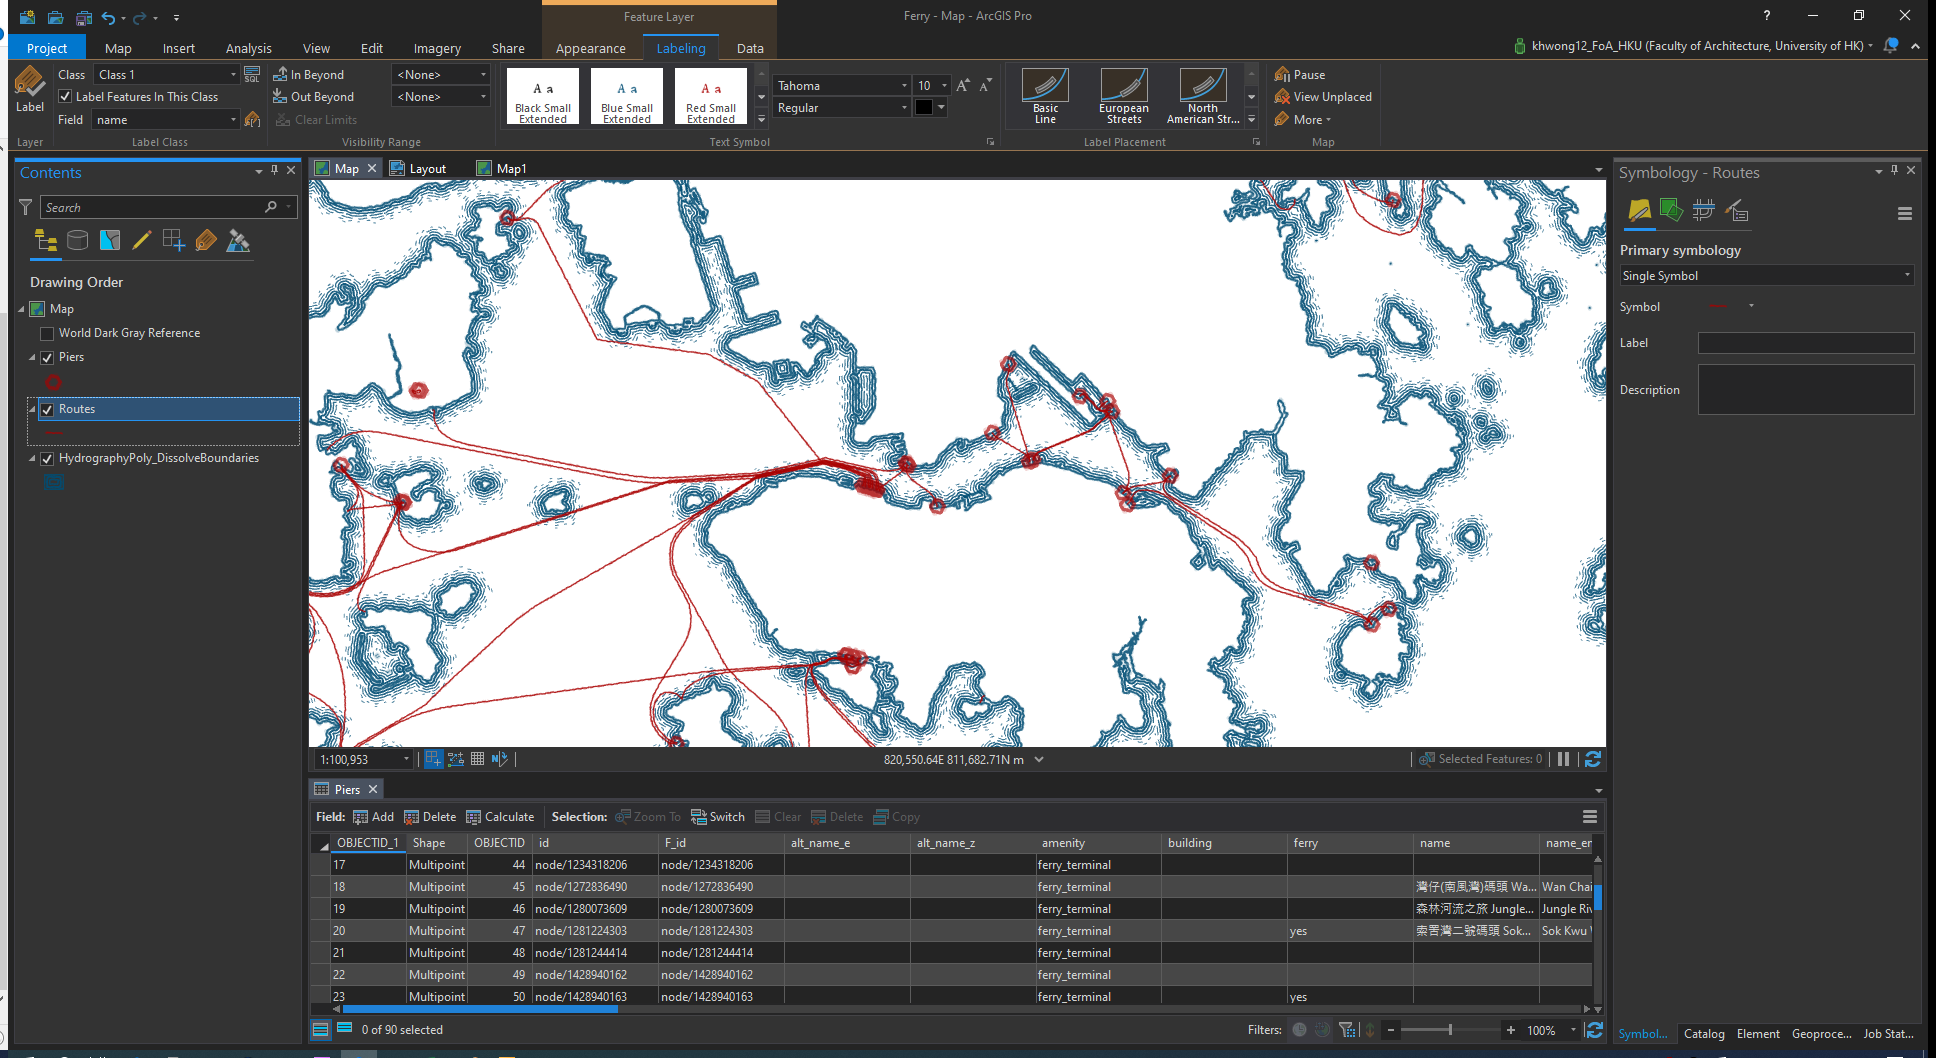 Feature Layer
Ferry - Map - ArcGIS Pro
?
Project Map Insert Analysis View Edit Imagery Share Appearance Labeling Data
khwong12_FoA_HKU (Faculty of Architecture, University of HK)
Label
Layer
Class Class 1 SQL
Label Features In This Class
Field name
Label Class
In Beyond <None>
Out Beyond <None>
Clear Limits
Visibility Range
A a
Black Small
Extended
A a
Blue Small
Extended
A a
Red Small
Extended
Tahoma 10
Regular
Text Symbol
Basic
Line
European
Streets
North
American Str...
Label Placement
Pause
View Unplaced
More
Map
Contents
Search
Drawing Order
Map
World Dark Gray Reference
Piers
Routes
HydrographyPoly_DissolveBoundaries
Map Layout Map1
1:100,953
820,550.64E 811,682.71N m
Selected Features: 0
Piers
Field: Add Delete Calculate Selection: Zoom To Switch Clear Delete Copy
OBJECTID_1 Shape OBJECTID id F_id alt_name_e alt_name_z amenity building ferry name name_en
17 Multipoint 44 node/1234318206 node/1234318206 ferry_terminal
18 Multipoint 45 node/1272836490 node/1272836490 ferry_terminal 灣仔(南風灣)碼頭 Wa... Wan Chai
19 Multipoint 46 node/1280073609 node/1280073609 ferry_terminal 森林河流之旅 Jungle... Jungle Riv
20 Multipoint 47 node/1281224303 node/1281224303 ferry_terminal yes 索罟灣二號碼頭 Sok... Sok Kwu
21 Multipoint 48 node/1281244414 node/1281244414 ferry_terminal
22 Multipoint 49 node/1428940162 node/1428940162 ferry_terminal
23 Multipoint 50 node/1428940163 node/1428940163 ferry_terminal yes
0 of 90 selected
Filters: - + 100%
Symbology - Routes
Primary symbology
Single Symbol
Symbol
Label
Description
Symbol... Catalog Element Geoproce... Job Stat...